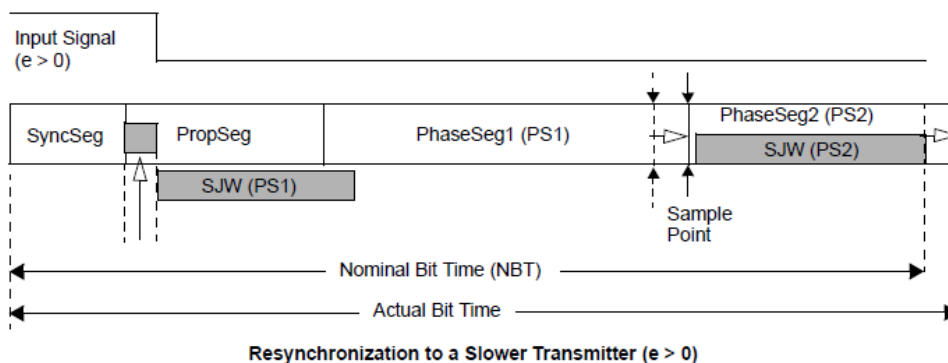 Input Signal
(e > 0)
SyncSeg
PropSeg
PhaseSeg1 (PS1)
PhaseSeg2 (PS2)
SJW (PS2)
SJW (PS1)
Sample
Point
Nominal Bit Time (NBT)
Actual Bit Time
Resynchronization to a Slower Transmitter (e > 0)